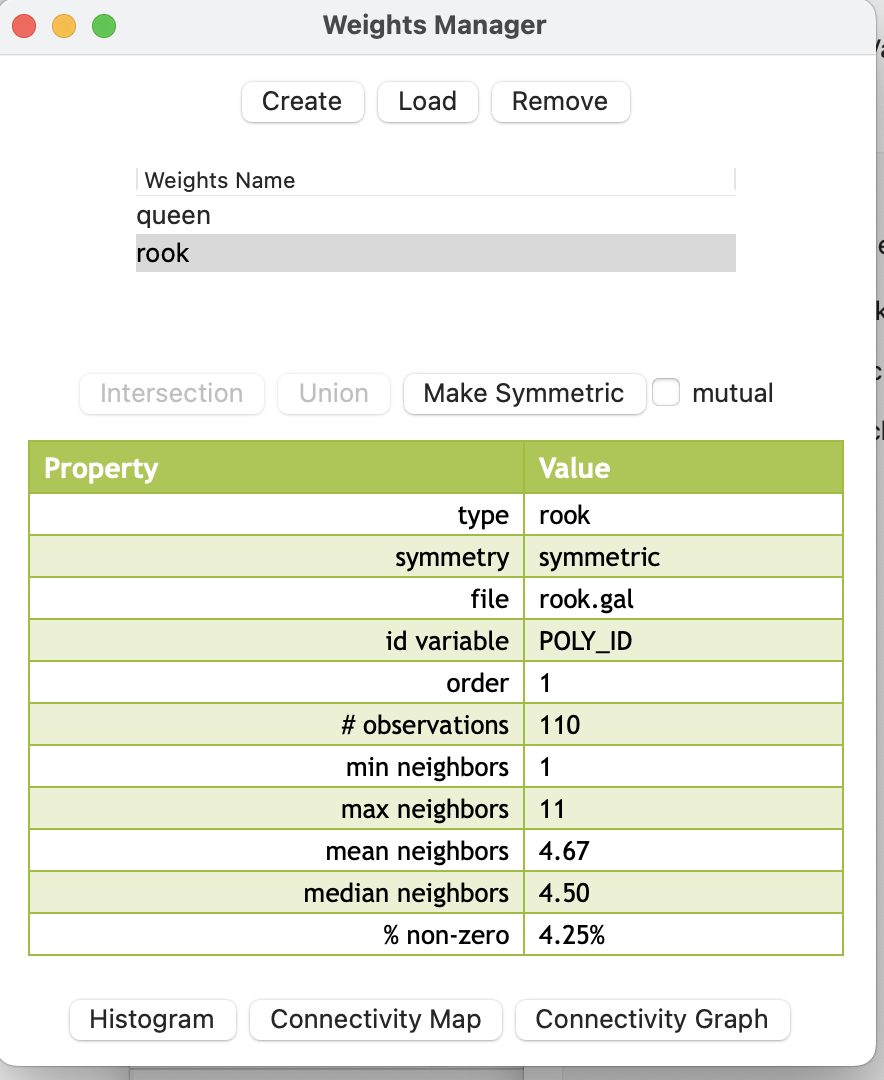 Weights Manager
Create Load Remove
Weights Name
queen
rook
Intersection Union Make Symmetric mutual
Property Value
type rook
symmetry symmetric
file rook.gal
id variable POLY_ID
order 1
# observations 110
min neighbors 1
max neighbors 11
mean neighbors 4.67
median neighbors 4.50
% non-zero 4.25%
Histogram Connectivity Map Connectivity Graph